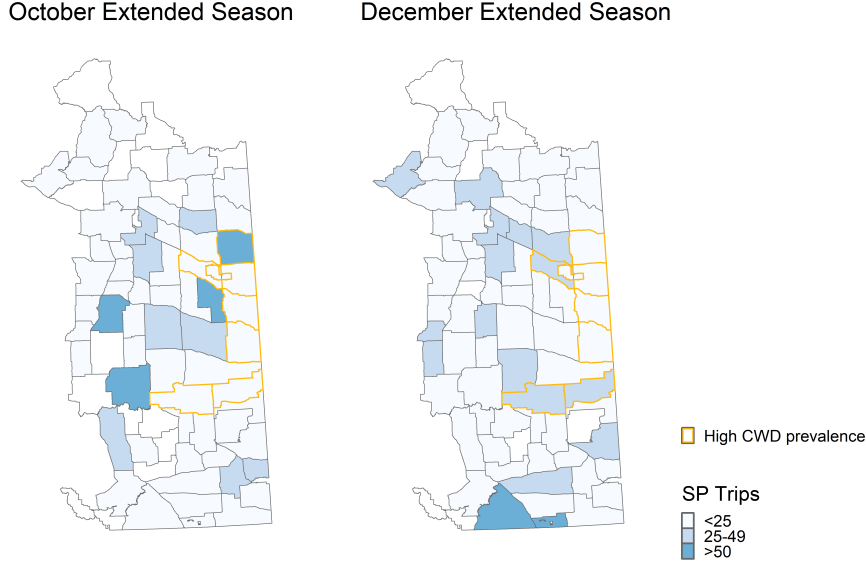 October Extended Season
December Extended Season
High CWD prevalence
SP Trips
<25
25-49
>50